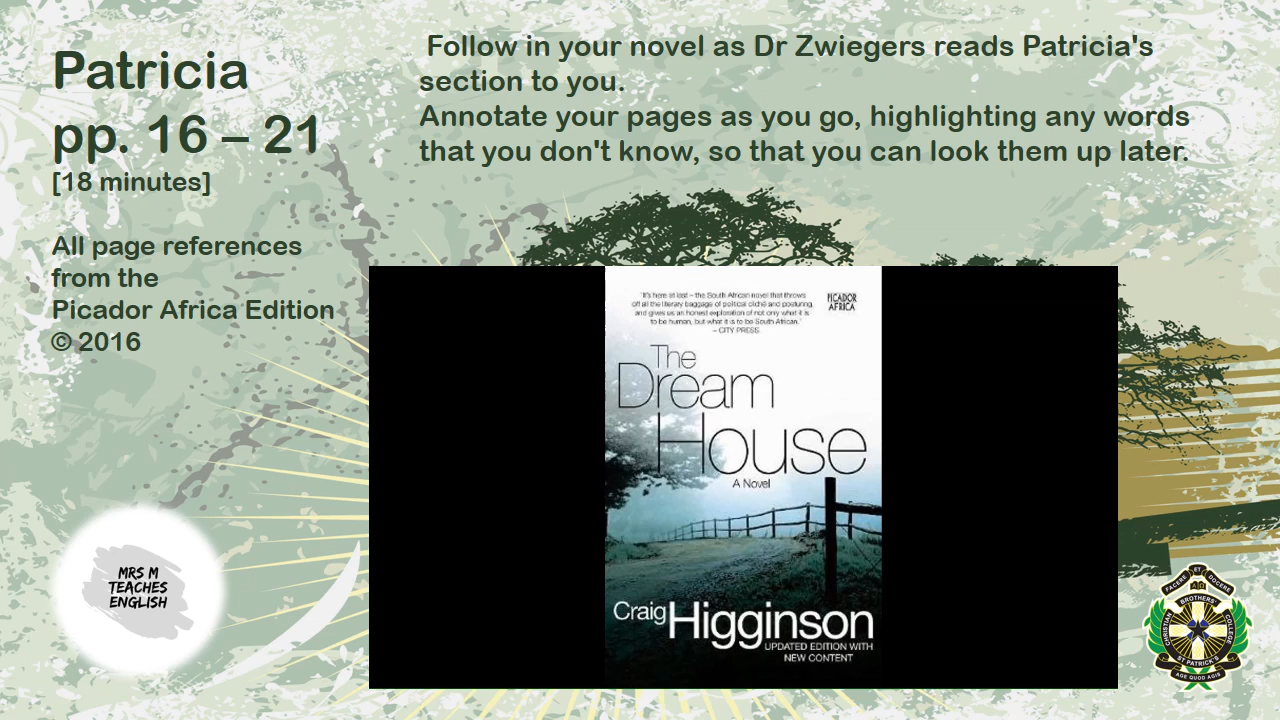 Patricia
pp. 16 – 21
[18 minutes]
All page references
from the
Picador Africa Edition
© 2016
Follow in your novel as Dr Zwiegers reads Patricia's
section to you.
Annotate your pages as you go, highlighting any words
that you don't know, so that you can look them up later.
"It's here at last – the South African novel that throws
off all the literary baggage of political cliché and posturing,
and gives us an honest exploration of not only what it is
to be human, but what it is to be South African."
– CITY PRESS
PICADOR
AFRICA
The
Dream
House
A Novel
Craig Higginson
UPDATED EDITION WITH
NEW CONTENT
MRS M
TEACHES
ENGLISH
FACERE ET DOCERE
CHRISTIAN BROTHERS' COLLEGE
ST PATRICK'S
AGE QUOD AGIS